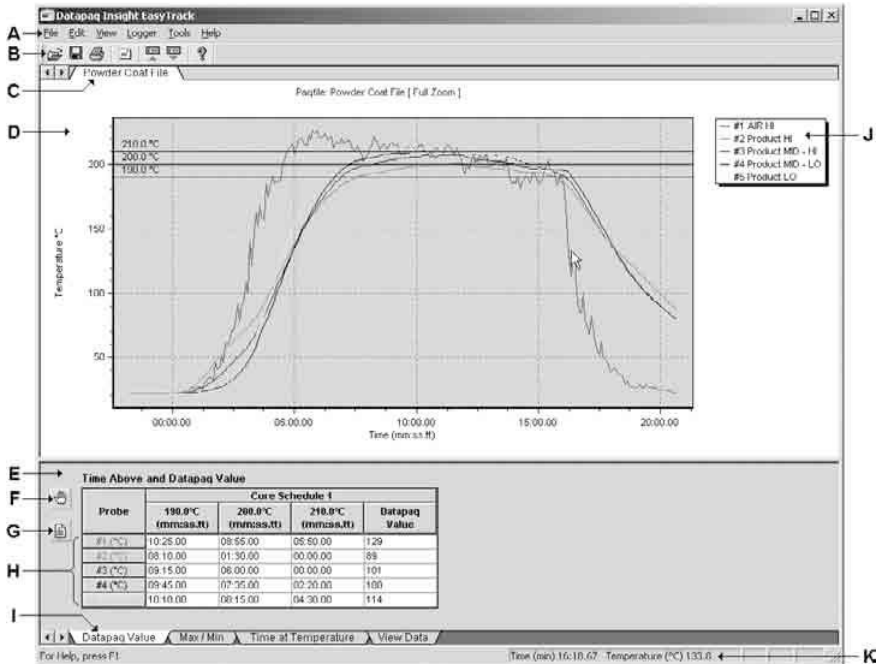 Datapaq Insight EasyTrack
A
File Edit View Logger Tools Help
B
Powder Coat File
C
Paqfile: Powder Coat File [ Full Zoom ]
D
210.0 °C
200.0 °C
190.0 °C
200
150
100
50
Temperature °C
00:00.00 05:00.00 10:00.00 15:00.00 20:00.00
Time (mm:ss.tt)
#1 AIR HI
#2 Product HI
#3 Product MID - HI
#4 Product MID - LO
#5 Product LO
J
E
Time Above and Datapaq Value
F
G
H
Cure Schedule 1
Probe 190.0°C (mm:ss.tt) 200.0°C (mm:ss.tt) 210.0°C (mm:ss.tt) Datapaq Value
#1 (°C) 10:25.00 08:55.00 05:50.00 129
#2 (°C) 08:10.00 01:30.00 00:00.00 89
#3 (°C) 09:15.00 06:00.00 00:00.00 101
#4 (°C) 09:45.00 07:35.00 02:20.00 108
10:10.00 08:15.00 04:30.00 114
I
Datapaq Value Max / Min Time at Temperature View Data
For Help, press F1
Time (min) 16:18.67 Temperature (°C) 133.8
K